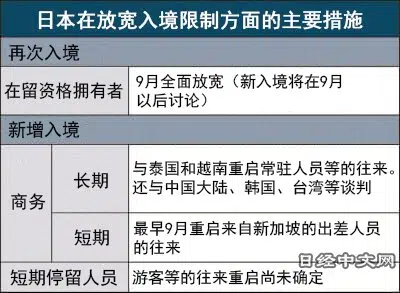 日本在放宽入境限制方面的主要措施
再次入境
在留资格拥有者
9月全面放宽（新入境将在9月
以后讨论）
新增入境
商务
长期
与泰国和越南重启常驻人员等的往来。
还与中国大陆、韩国、台湾等谈判
短期
最早9月重启来自新加坡的出差人员
的往来
短期停留人员
游客等的往来重启尚未确定
日经中文网